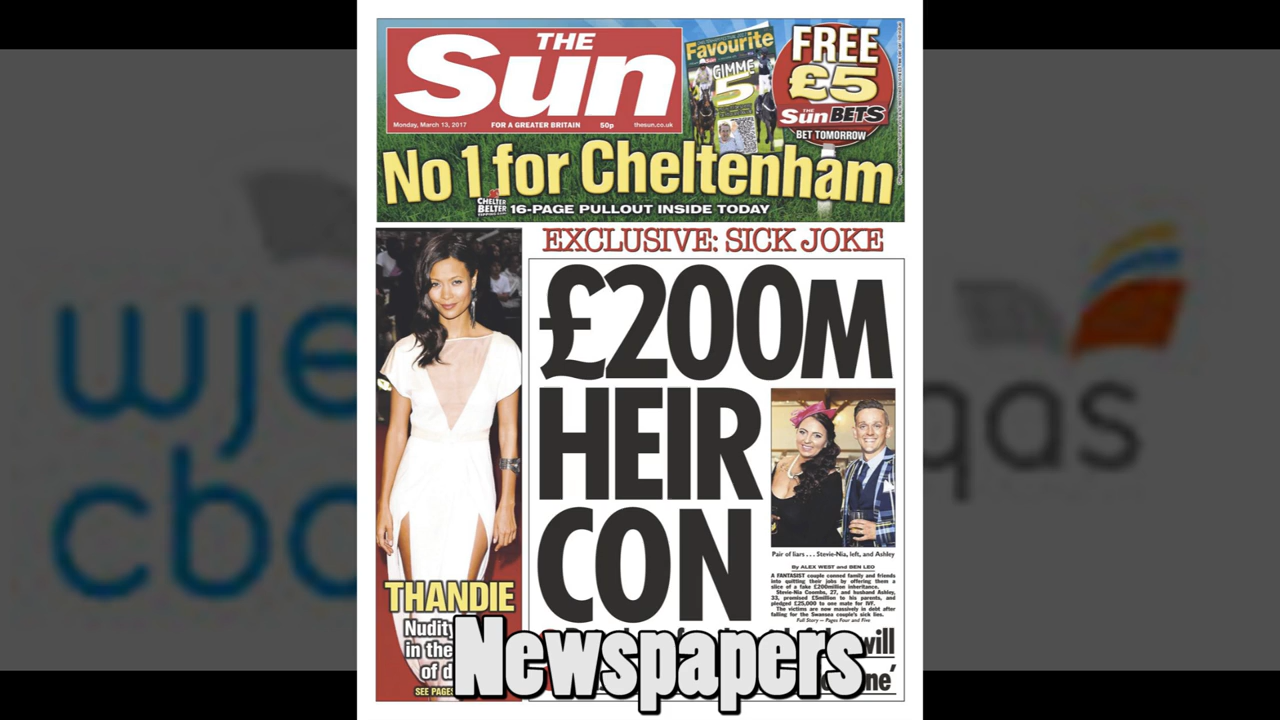 THE
Sun
Monday, March 13, 2017
FOR A GREATER BRITAIN
50p
thesun.co.uk
Favourite
GIMME
5
FREE
£5
THE Sun BETS
BET TOMORROW
No 1 for Cheltenham
CHELTER
BELTER
16-PAGE PULLOUT INSIDE TODAY
EXCLUSIVE: SICK JOKE
£200M
HEIR
CON
Pair of liars . . . Stevie-Nia, left, and Ashley
By ALEX WEST and BEN LEO
A FANTASIST couple conned family and friends
into quitting their jobs by offering them a
slice of a fake £200million inheritance.
Stevie-Nia Coombs, 27, and husband Ashley,
33, promised £5million to his parents, and
pledged £25,000 to one mate for IVF.
The victims are now massively in debt after
falling for the Swansea couple's sick lies.
Full Story — Pages Four and Five
will
THANDIE
Nudity
in the
of
SEE PAGES
Newspapers
wje
cb
qas